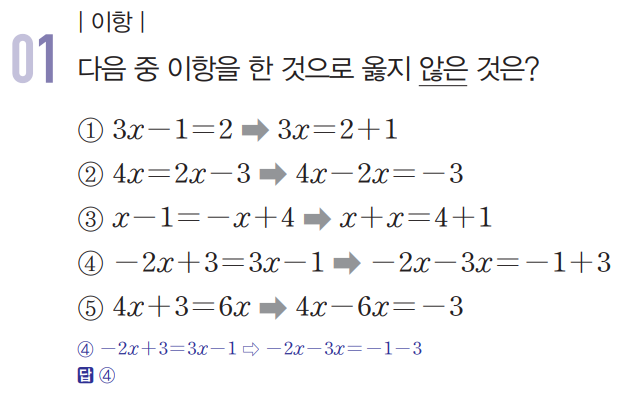 | 이항 |
01
다음 중 이항을 한 것으로 옳지 않은 것은?
① 3x-1=2 ➡ 3x=2+1
② 4x=2x-3 ➡ 4x-2x=-3
③ x-1=-x+4 ➡ x+x=4+1
④ -2x+3=3x-1 ➡ -2x-3x=-1+3
⑤ 4x+3=6x ➡ 4x-6x=-3
④ -2x+3=3x-1 ⇨ -2x-3x=-1-3
답 ④